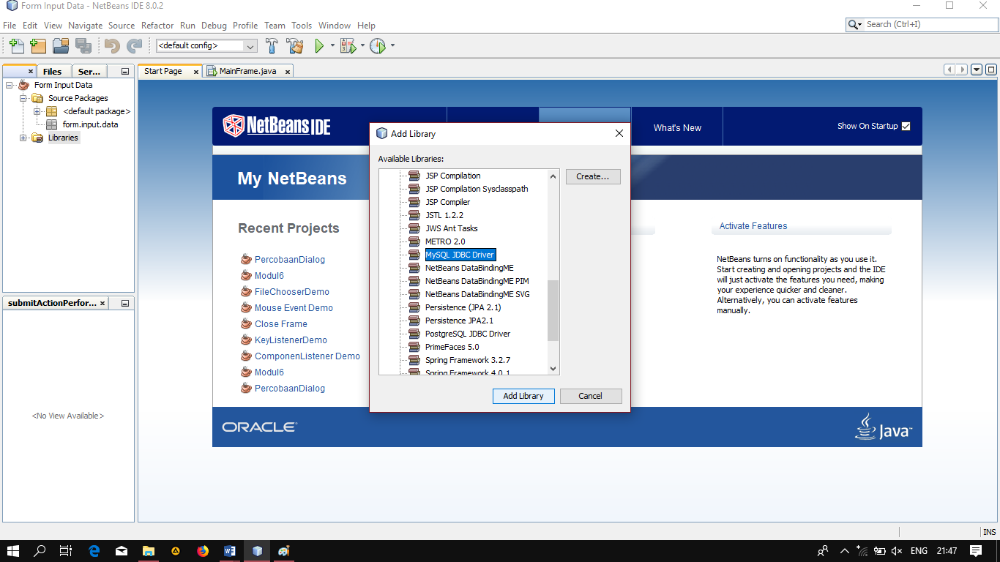 Form Input Data - NetBeans IDE 8.0.2
File Edit View Navigate Source Refactor Run Debug Profile Team Tools Window Help
Search (Ctrl+I)
<default config>
Files Ser...
Form Input Data
Source Packages
<default package>
form.input.data
Libraries
submitActionPerfor...
<No View Available>
Start Page MainFrame.java
NetBeans IDE
What's New
Show On Startup
My NetBeans
Recent Projects
PercobaanDialog
Modul6
FileChooserDemo
Mouse Event Demo
Close Frame
KeyListenerDemo
ComponenListener Demo
Modul6
PercobaanDialog
Add Library
Available Libraries:
JSP Compilation
JSP Compilation Sysclasspath
JSP Compiler
JSTL 1.2.2
JWS Ant Tasks
METRO 2.0
MySQL JDBC Driver
NetBeans DataBindingME
NetBeans DataBindingME PIM
NetBeans DataBindingME SVG
Persistence (JPA 2.1)
Persistence JPA2.1
PostgreSQL JDBC Driver
PrimeFaces 5.0
Spring Framework 3.2.7
Spring Framework 4.0.1
Create...
Add Library Cancel
Activate Features
NetBeans turns on functionality as you use it.
Start creating and opening projects and the IDE
will just activate the features you need, making
your experience quicker and cleaner.
Alternatively, you can activate features
manually.
ORACLE
Java
INS
ENG 21:47